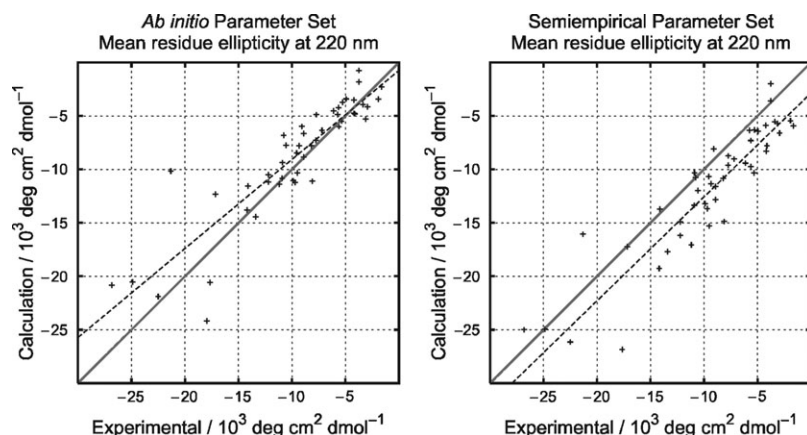 Ab initio Parameter Set
Mean residue ellipticity at 220 nm
Calculation / 10³ deg cm² dmol⁻¹
−5
−10
−15
−20
−25
−25 −20 −15 −10 −5
Experimental / 10³ deg cm² dmol⁻¹
Semiempirical Parameter Set
Mean residue ellipticity at 220 nm
Calculation / 10³ deg cm² dmol⁻¹
−5
−10
−15
−20
−25
−25 −20 −15 −10 −5
Experimental / 10³ deg cm² dmol⁻¹